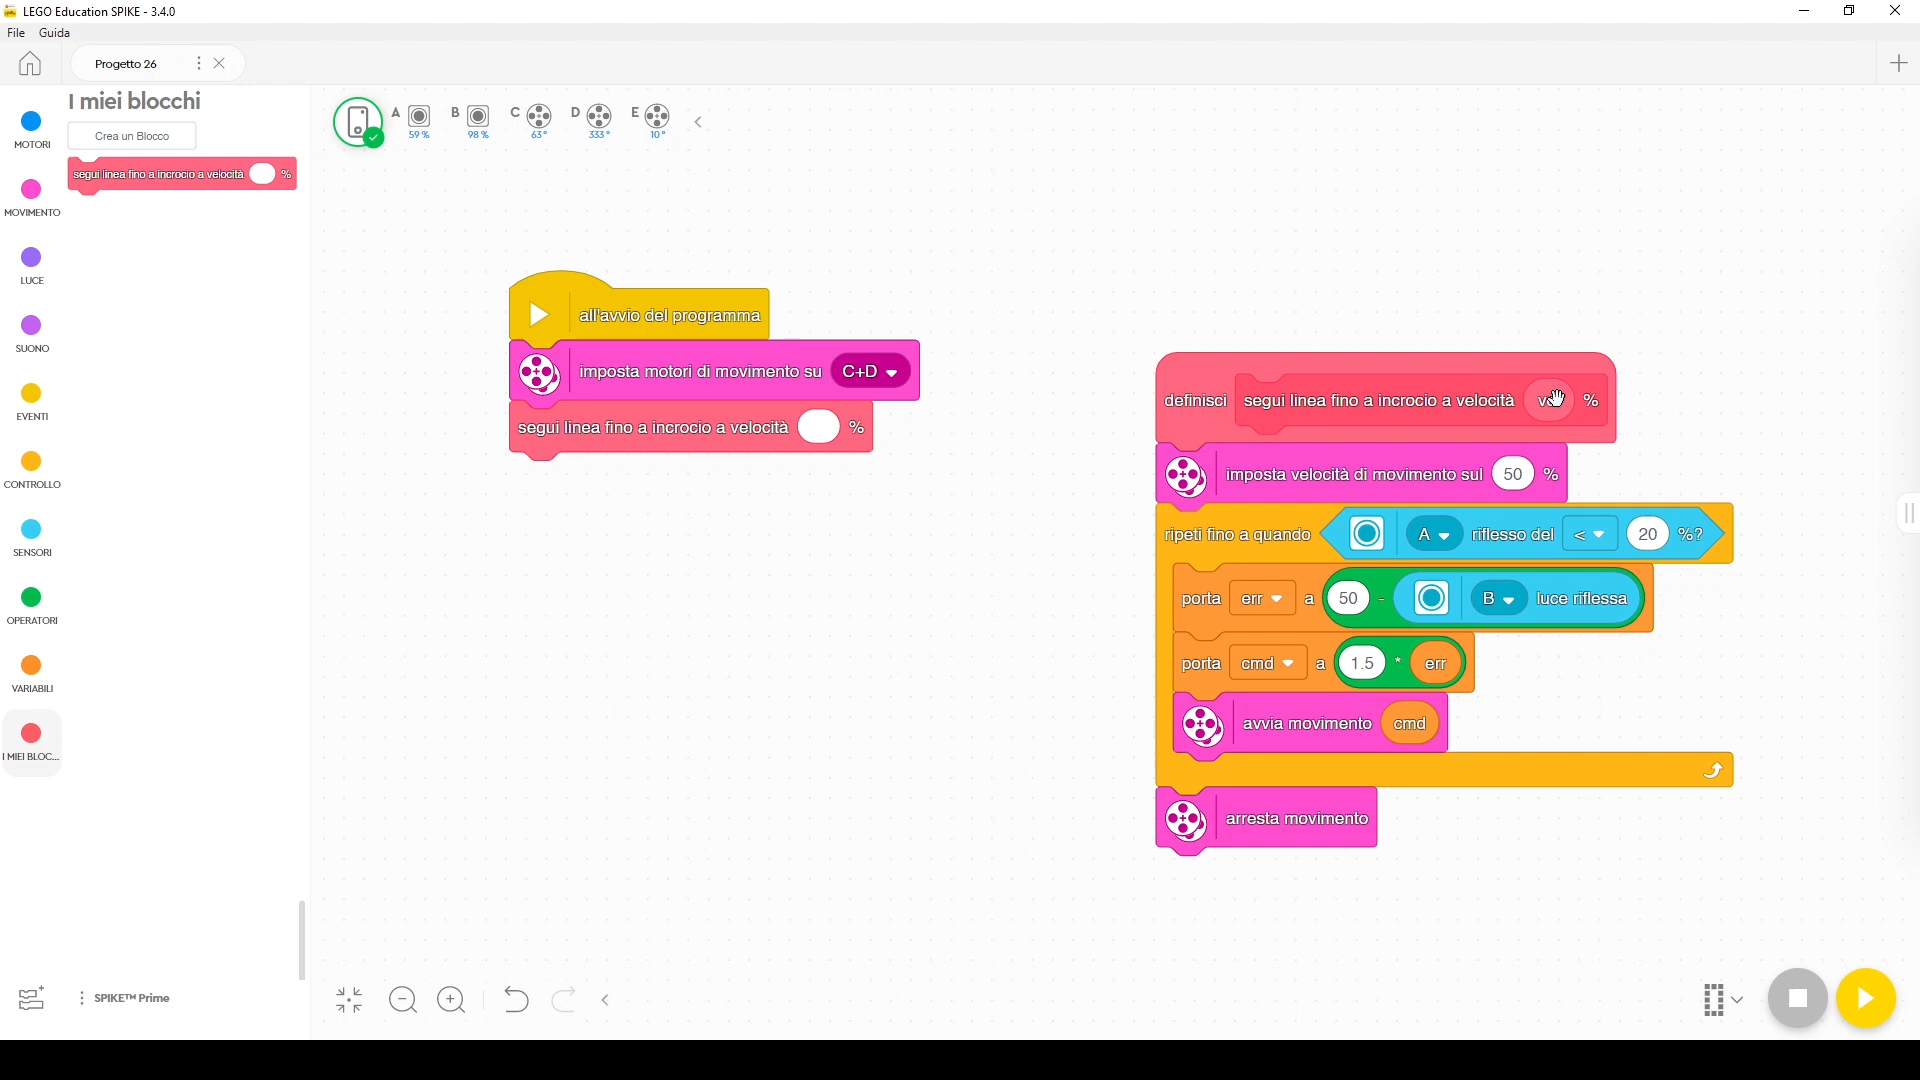 LEGO Education SPIKE - 3.4.0
File Guida
Progetto 26
I miei blocchi
Crea un Blocco
segui linea fino a incrocio a velocità %
MOTORI
MOVIMENTO
LUCE
SUONO
EVENTI
CONTROLLO
SENSORI
OPERATORI
VARIABILI
I MIEI BLOC...
SPIKE™ Prime
A B C D E
59% 98% 63° 333° 10°
all'avvio del programma
imposta motori di movimento su C+D
segui linea fino a incrocio a velocità %
definisci segui linea fino a incrocio a velocità %
imposta velocità di movimento sul 50 %
ripeti fino a quando A riflesso del < 20 %?
porta err a 50 - B luce riflessa
porta cmd a 1.5 * err
avvia movimento cmd
arresta movimento